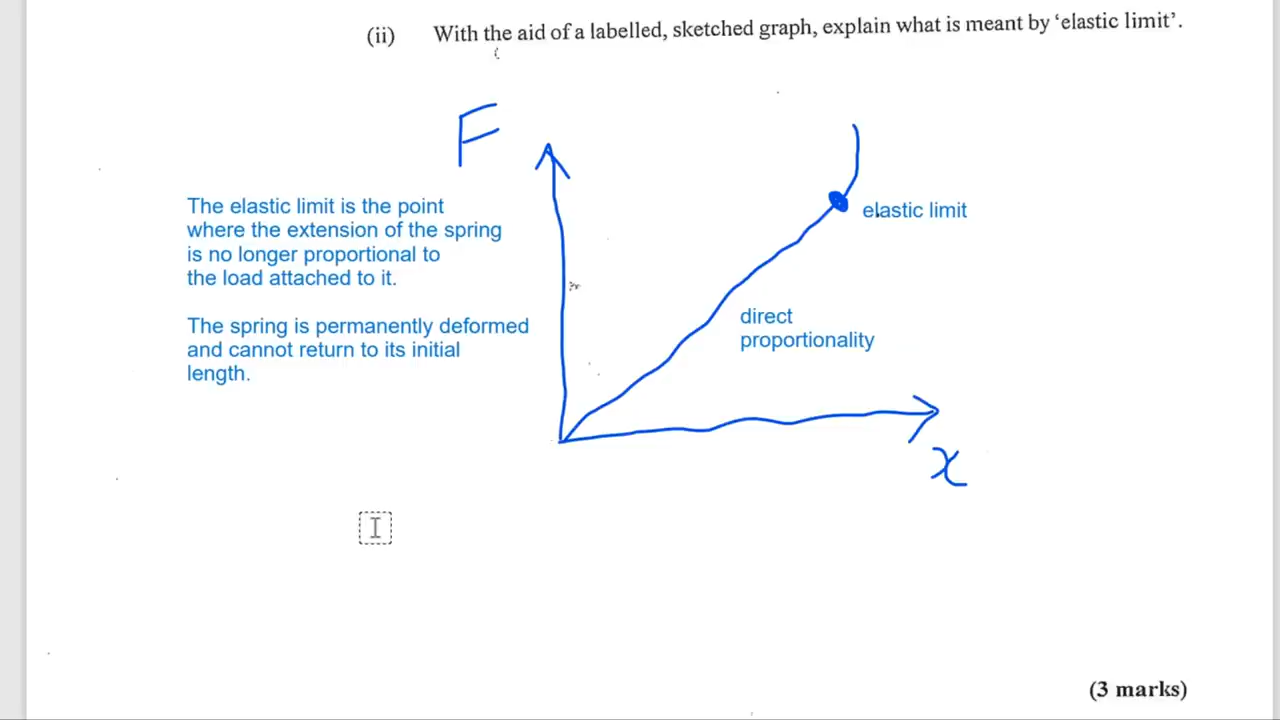 (ii) With the aid of a labelled, sketched graph, explain what is meant by ‘elastic limit’.
F
The elastic limit is the point
where the extension of the spring
is no longer proportional to
the load attached to it.
The spring is permanently deformed
and cannot return to its initial
length.
elastic limit
direct
proportionality
x
(3 marks)